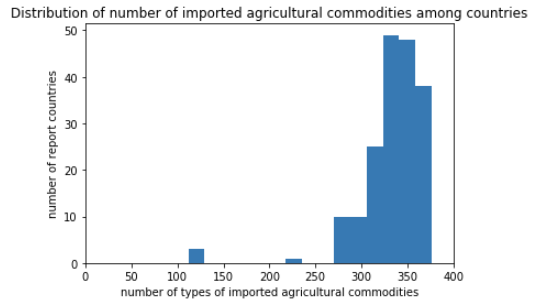 Distribution of number of imported agricultural commodities among countries
50
40
30
20
10
0
number of report countries
0 50 100 150 200 250 300 350 400
number of types of imported agricultural commodities